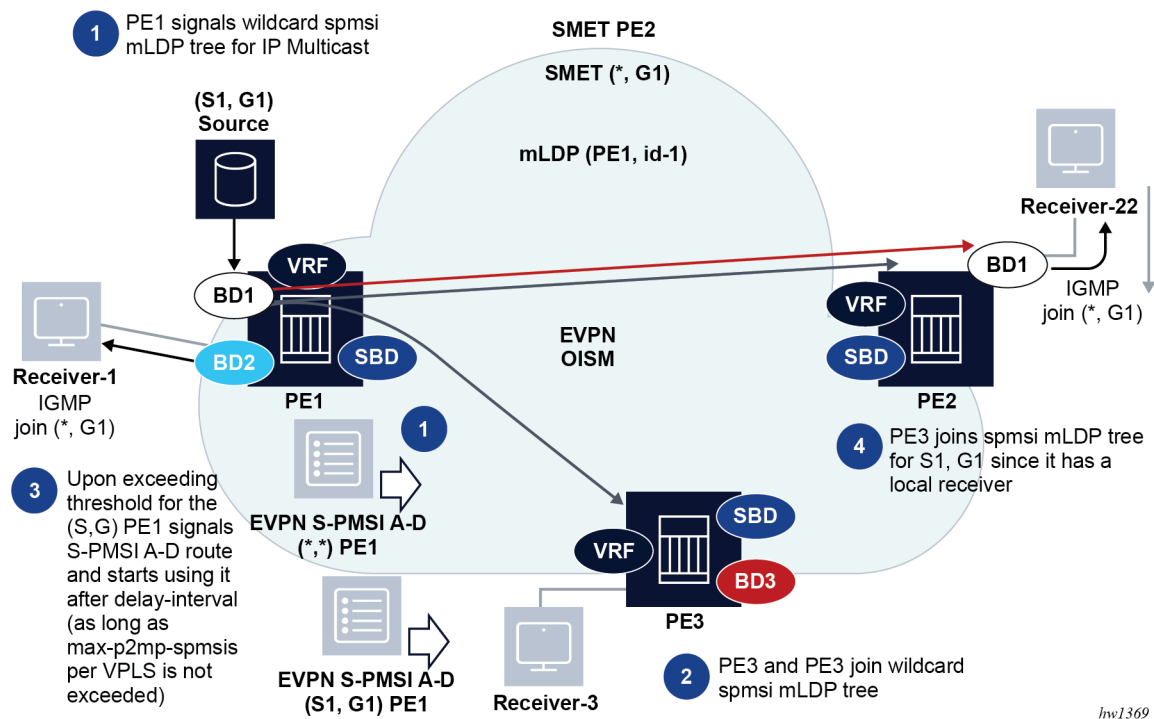 1
PE1 signals wildcard spmsi
mLDP tree for IP Multicast
SMET PE2
SMET (*, G1)
mLDP (PE1, id-1)
(S1, G1)
Source
Receiver-22
IGMP
join (*, G1)
VRF
BD1
BD2
SBD
PE1
Receiver-1
IGMP
join (*, G1)
EVPN
OISM
BD1
VRF
SBD
PE2
1
EVPN S-PMSI A-D
(*,*) PE1
3
Upon exceeding
threshold for the
(S,G) PE1 signals
S-PMSI A-D route
and starts using it
after delay-interval
(as long as
max-p2mp-spmsis
per VPLS is not
exceeded)
4
PE3 joins spmsi mLDP tree
for S1, G1 since it has a
local receiver
SBD
VRF
BD3
PE3
EVPN S-PMSI A-D
(S1, G1) PE1
Receiver-3
2
PE3 and PE3 join wildcard
spmsi mLDP tree
hw1369